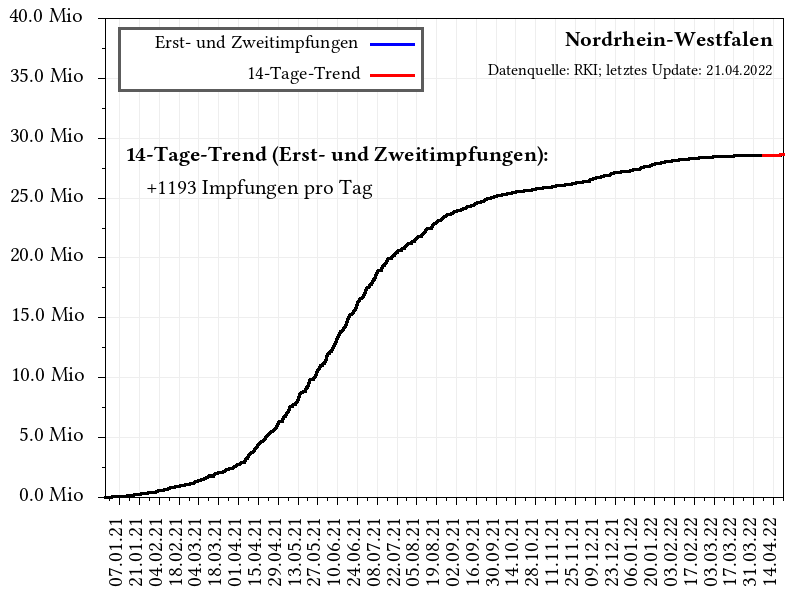 40.0 Mio
Erst- und Zweitimpfungen
Nordrhein-Westfalen
14-Tage-Trend
Datenquelle: RKI; letztes Update: 21.04.2022
35.0 Mio
30.0 Mio
14-Tage-Trend (Erst- und Zweitimpfungen):
+1193 Impfungen pro Tag
25.0 Mio
20.0 Mio
15.0 Mio
10.0 Mio
5.0 Mio
0.0 Mio
07.01.21
21.01.21
04.02.21
18.02.21
04.03.21
18.03.21
01.04.21
15.04.21
29.04.21
13.05.21
27.05.21
10.06.21
24.06.21
08.07.21
22.07.21
05.08.21
19.08.21
02.09.21
16.09.21
30.09.21
14.10.21
28.10.21
11.11.21
25.11.21
09.12.21
23.12.21
06.01.22
20.01.22
03.02.22
17.02.22
03.03.22
17.03.22
31.03.22
14.04.22